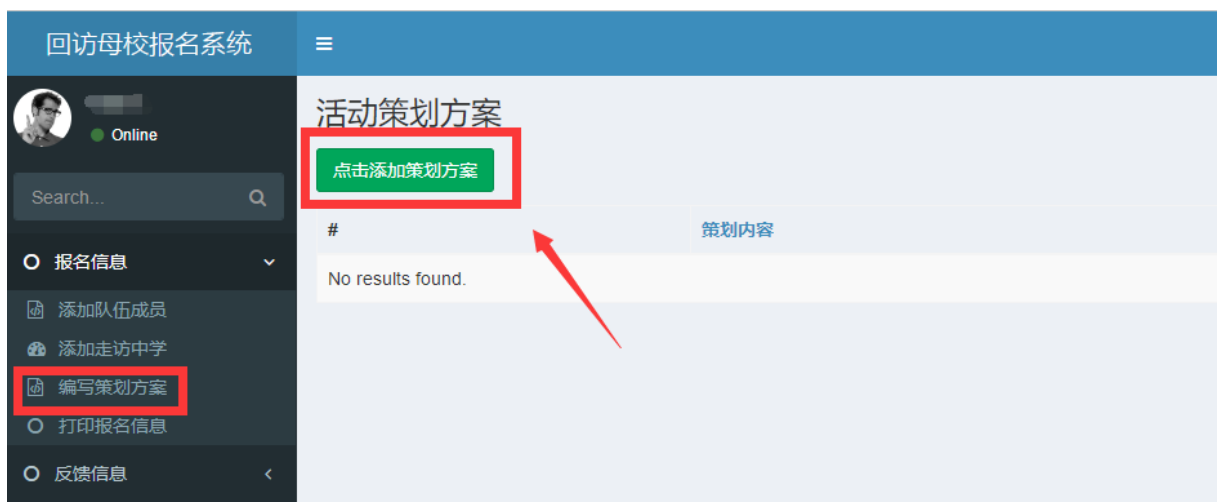 回访母校报名系统
Online
Search...
报名信息
添加队伍成员
添加走访中学
编写策划方案
打印报名信息
反馈信息
活动策划方案
点击添加策划方案
# 策划内容
No results found.